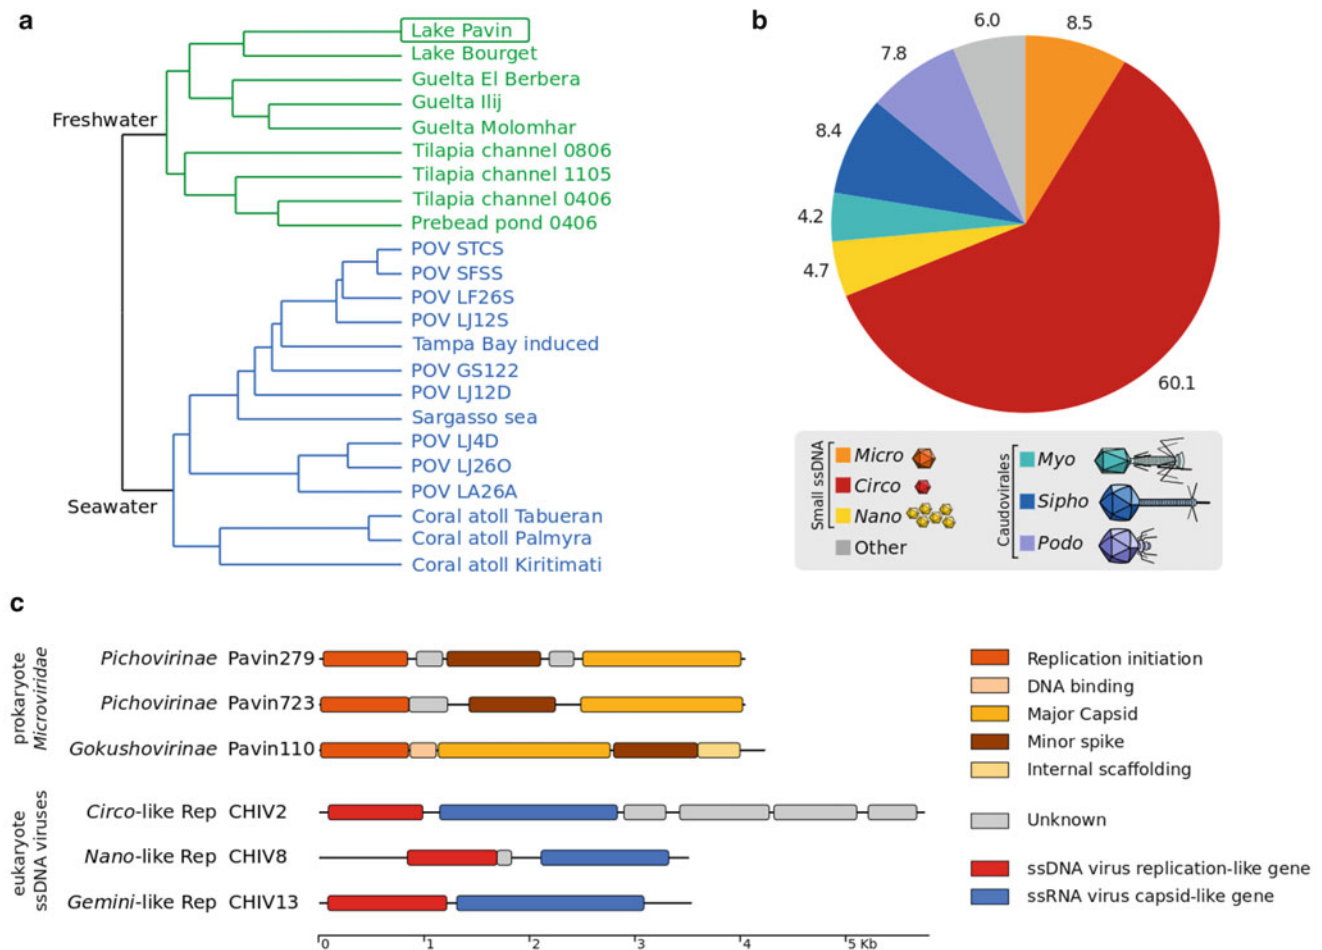 a
Lake Pavin
Lake Bourget
Guelta El Berbera
Guelta Ilij
Guelta Molomhar
Tilapia channel 0806
Tilapia channel 1105
Tilapia channel 0406
Prebead pond 0406
Freshwater
POV STCS
POV SFSS
POV LF26S
POV LJ12S
Tampa Bay induced
POV GS122
POV LJ12D
Sargasso sea
POV LJ4D
POV LJ26O
POV LA26A
Coral atoll Tabueran
Coral atoll Palmyra
Coral atoll Kiritimati
Seawater
b
6.0
8.5
7.8
8.4
4.2
4.7
60.1
Small ssDNA
Micro
Circo
Nano
Other
Caudovirales
Myo
Sipho
Podo
c
prokaryote
Microviridae
Pichovirinae Pavin279
Pichovirinae Pavin723
Gokushovirinae Pavin110
eukaryote
ssDNA viruses
Circo-like Rep CHIV2
Nano-like Rep CHIV8
Gemini-like Rep CHIV13
0 1 2 3 4 5 Kb
Replication initiation
DNA binding
Major Capsid
Minor spike
Internal scaffolding
Unknown
ssDNA virus replication-like gene
ssRNA virus capsid-like gene